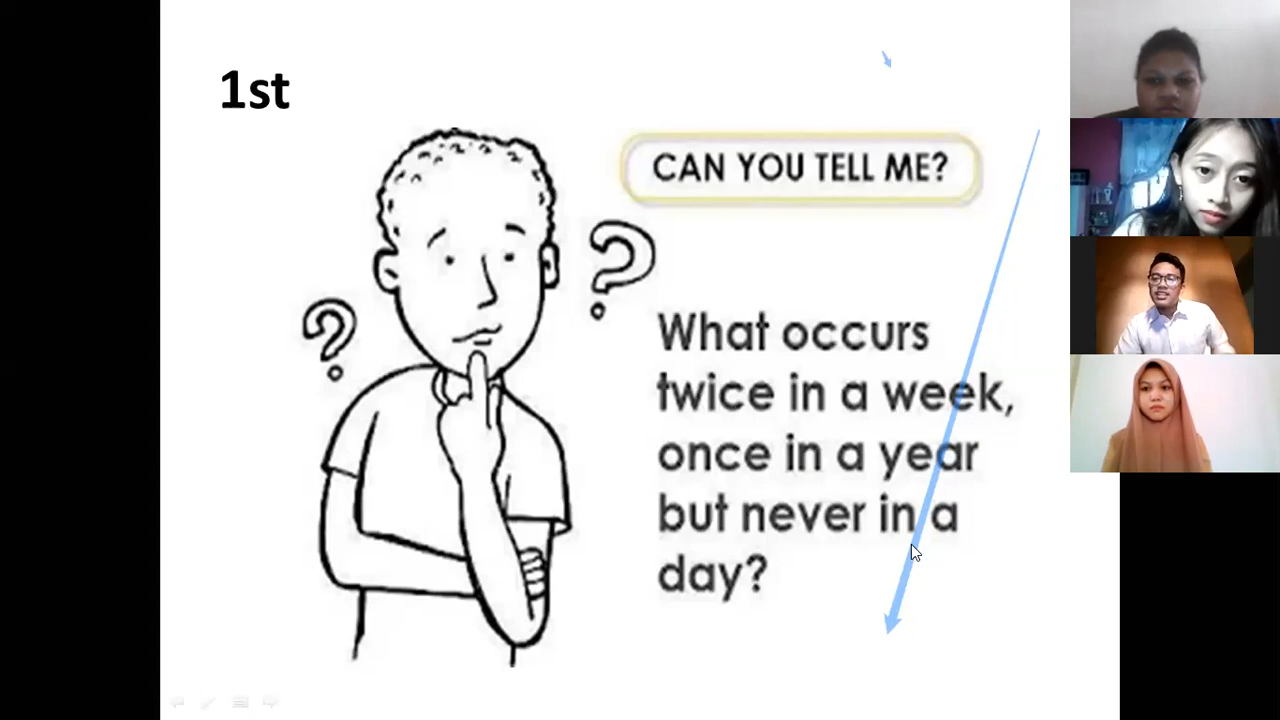 1st
CAN YOU TELL ME?
What occurs
twice in a week,
once in a year
but never in a
day?